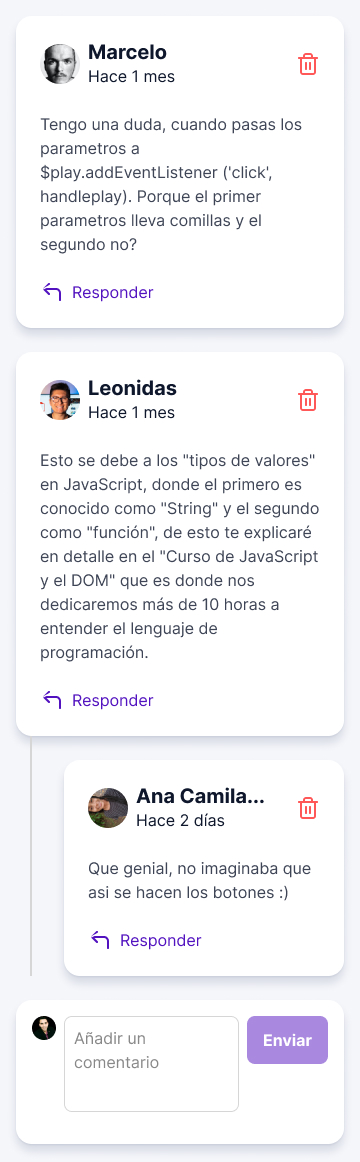 Marcelo
Hace 1 mes
Tengo una duda, cuando pasas los
parametros a
$play.addEventListener ('click',
handleplay). Porque el primer
parametros lleva comillas y el
segundo no?
Responder
Leonidas
Hace 1 mes
Esto se debe a los "tipos de valores"
en JavaScript, donde el primero es
conocido como "String" y el segundo
como "función", de esto te explicaré
en detalle en el "Curso de JavaScript
y el DOM" que es donde nos
dedicaremos más de 10 horas a
entender el lenguaje de
programación.
Responder
Ana Camila...
Hace 2 días
Que genial, no imaginaba que
asi se hacen los botones :)
Responder
Añadir un
comentario
Enviar